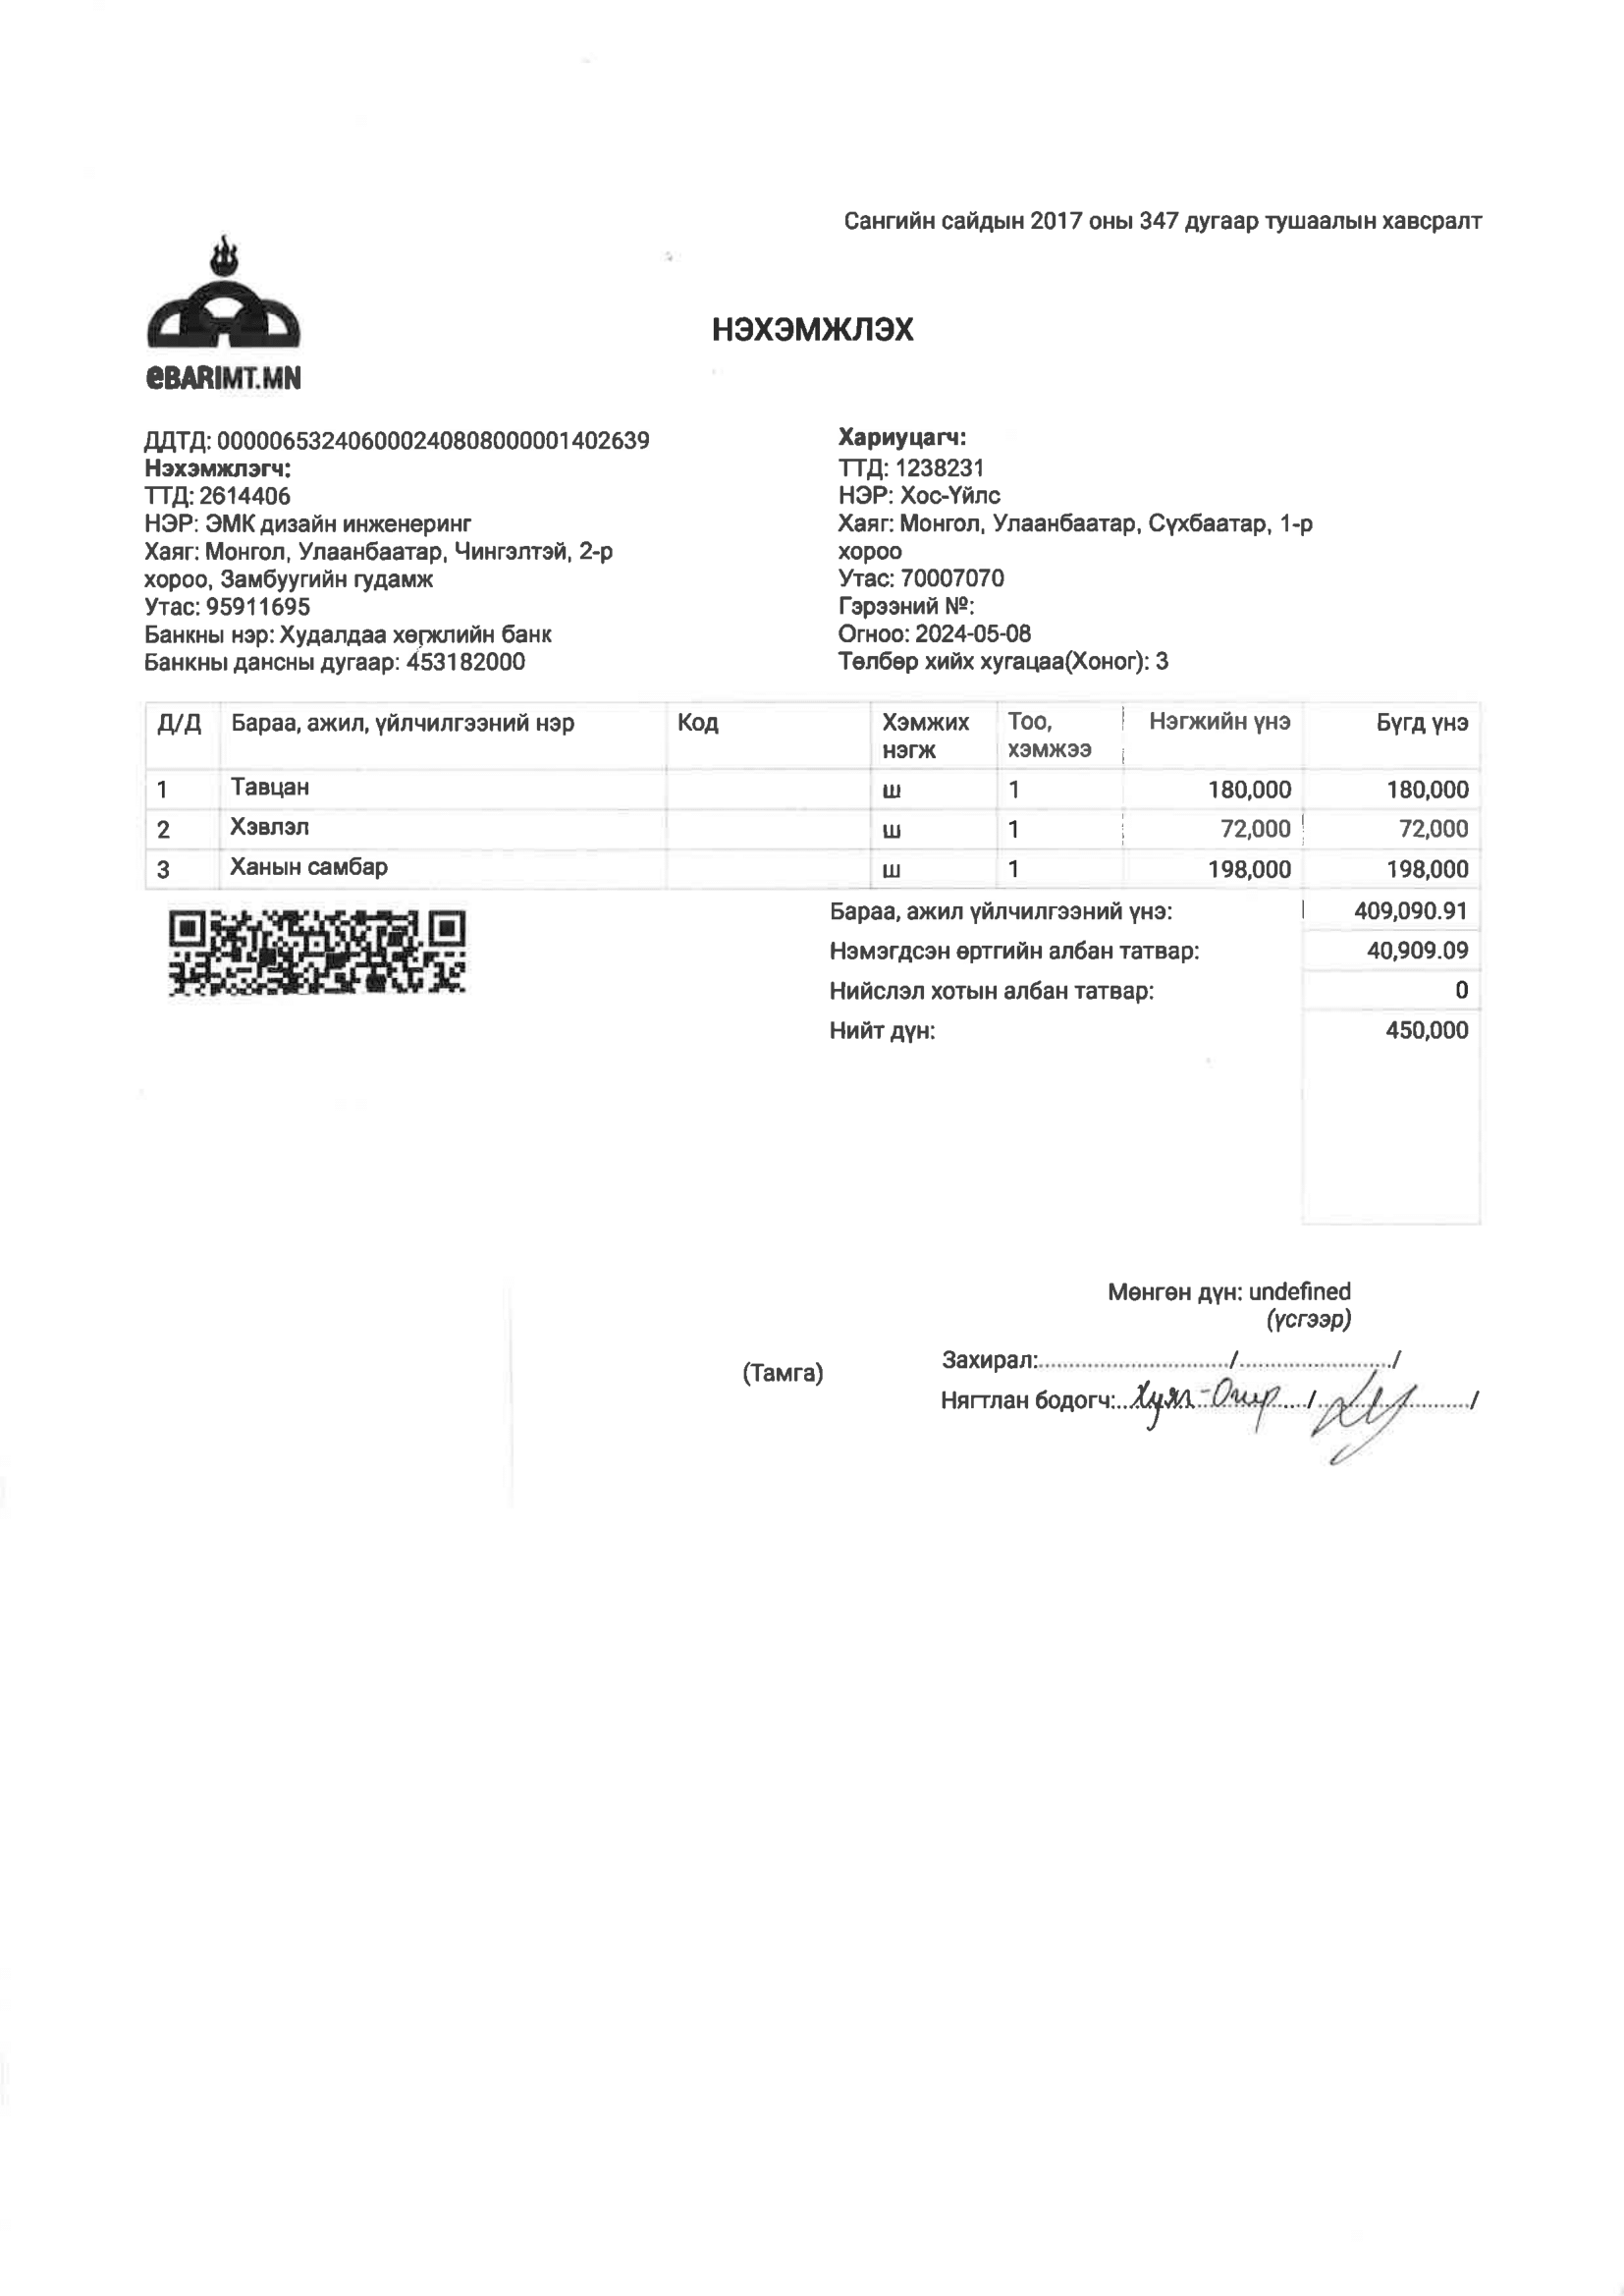 Сангийн сайдын 2017 оны 347 дугаар тушаалын хавсралт
eBARIMT.MN
НЭХЭМЖЛЭХ
ДДТД: 000006532406000240808000001402639
Нэхэмжлэгч:
ТТД: 2614406
НЭР: ЭМК дизайн инженеринг
Хаяг: Монгол, Улаанбаатар, Чингэлтэй, 2-р
хороо, Замбуугийн гудамж
Утас: 95911695
Банкны нэр: Худалдаа хөгжлийн банк
Банкны дансны дугаар: 453182000
Хариуцагч:
ТТД: 1238231
НЭР: Хос-Үйлс
Хаяг: Монгол, Улаанбаатар, Сүхбаатар, 1-р
хороо
Утас: 70007070
Гэрээний №:
Огноо: 2024-05-08
Төлбөр хийх хугацаа(Хоног): 3
Д/Д Бараа, ажил, үйлчилгээний нэр Код Хэмжих нэгж Тоо, хэмжээ Нэгжийн үнэ Бүгд үнэ
1 Тавцан ш 1 180,000 180,000
2 Хэвлэл ш 1 72,000 72,000
3 Ханын самбар ш 1 198,000 198,000
Бараа, ажил үйлчилгээний үнэ: 409,090.91
Нэмэгдсэн өртгийн албан татвар: 40,909.09
Нийслэл хотын албан татвар: 0
Нийт дүн: 450,000
Мөнгөн дүн: undefined
(үсгээр)
(Тамга)
Захирал:............................/......................./
Нягтлан бодогч:...Хуяг-Очир..../......................./